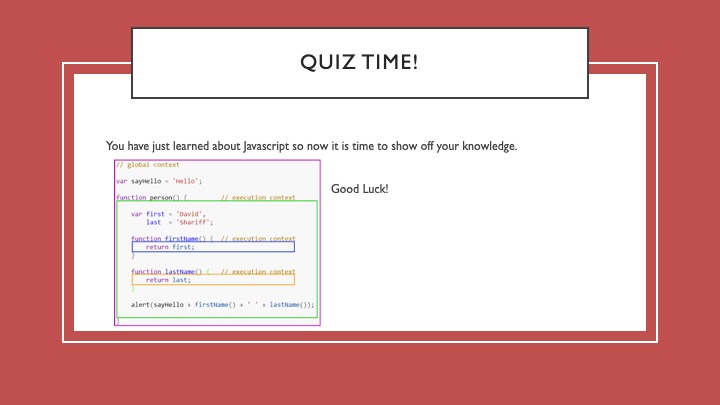 QUIZ TIME!
You have just learned about Javascript so now it is time to show off your knowledge.
// global context
var sayHello = 'Hello';
function person() { // execution context
var first = 'David',
last = 'Shariff';
function firstName() { // execution context
return first;
}
function lastName() { // execution context
return last;
}
alert(sayHello + firstName() + ' ' + lastName());
}
Good Luck!